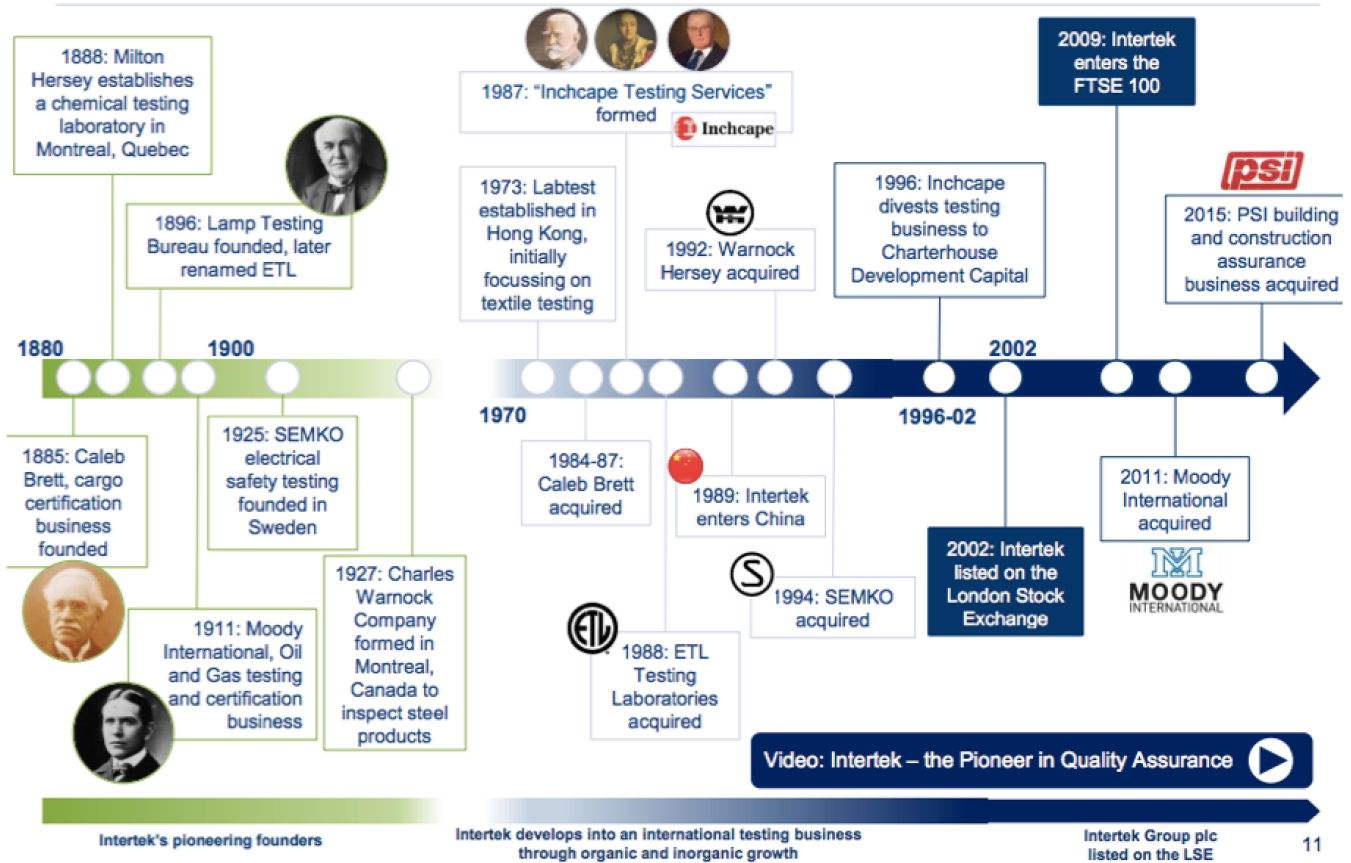 1888: Milton
Hersey establishes
a chemical testing
laboratory in
Montreal, Quebec
1896: Lamp Testing
Bureau founded, later
renamed ETL
1987: “Inchcape Testing Services”
formed
Inchcape
1973: Labtest
established in
Hong Kong,
initially
focussing on
textile testing
1992: Warnock
Hersey acquired
1996: Inchcape
divests testing
business to
Charterhouse
Development Capital
2009: Intertek
enters the
FTSE 100
psi
2015: PSI building
and construction
assurance
business acquired
1880
1900
2002
1970
1996-02
1885: Caleb
Brett, cargo
certification
business
founded
1925: SEMKO
electrical
safety testing
founded in
Sweden
1911: Moody
International, Oil
and Gas testing
and certification
business
1927: Charles
Warnock
Company
formed in
Montreal,
Canada to
inspect steel
products
1984-87:
Caleb Brett
acquired
1989: Intertek
enters China
ETL
1988: ETL
Testing
Laboratories
acquired
S
1994: SEMKO
acquired
2002: Intertek
listed on the
London Stock
Exchange
2011: Moody
International
acquired
M
MOODY
INTERNATIONAL
Video: Intertek – the Pioneer in Quality Assurance
Intertek's pioneering founders
Intertek develops into an international testing business
through organic and inorganic growth
Intertek Group plc
listed on the LSE
11